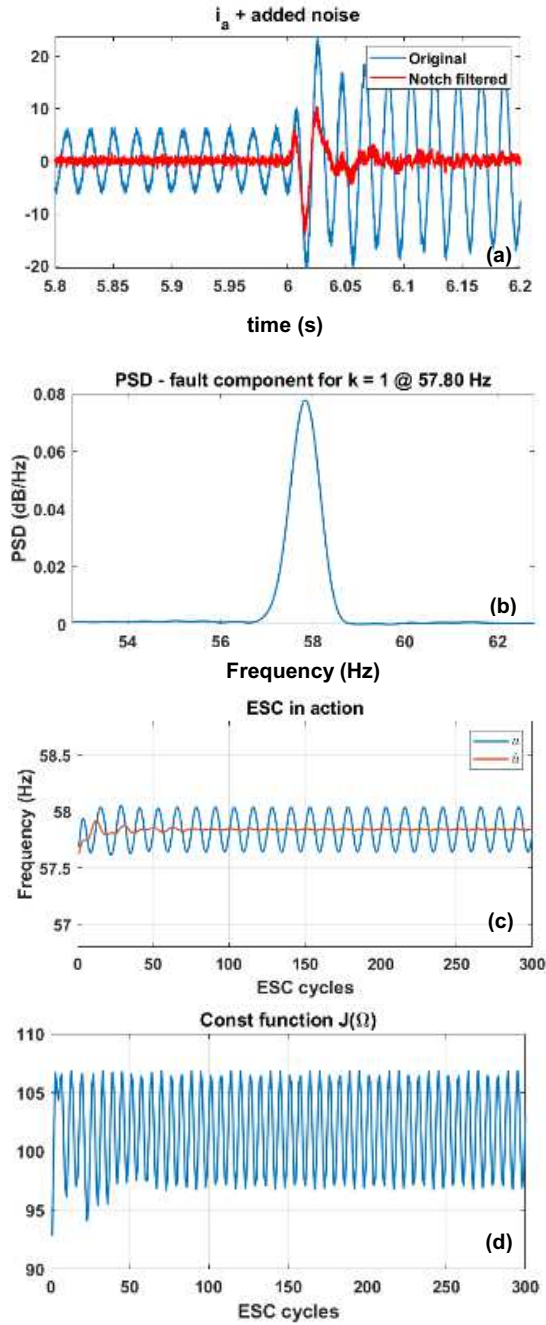 i_a + added noise
20
10
0
-10
-20
Original
Notch filtered
(a)
5.8 5.85 5.9 5.95 6 6.05 6.1 6.15 6.2
time (s)
PSD - fault component for k = 1 @ 57.80 Hz
0.08
0.06
0.04
0.02
0
PSD (dB/Hz)
(b)
54 56 58 60 62
Frequency (Hz)
ESC in action
58.5
58
57.5
57
Frequency (Hz)
u
û
(c)
0 50 100 150 200 250 300
ESC cycles
Const function J(Ω)
110
105
100
95
90
(d)
0 50 100 150 200 250 300
ESC cycles